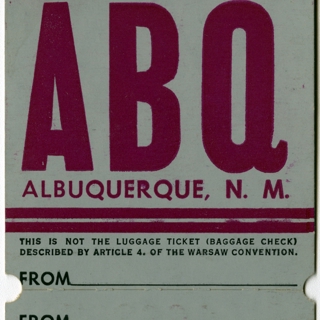 ABQ
ALBUQUERQUE, N. M.
THIS IS NOT THE LUGGAGE TICKET (BAGGAGE CHECK)
DESCRIBED BY ARTICLE 4. OF THE WARSAW CONVENTION.
FROM
FROM